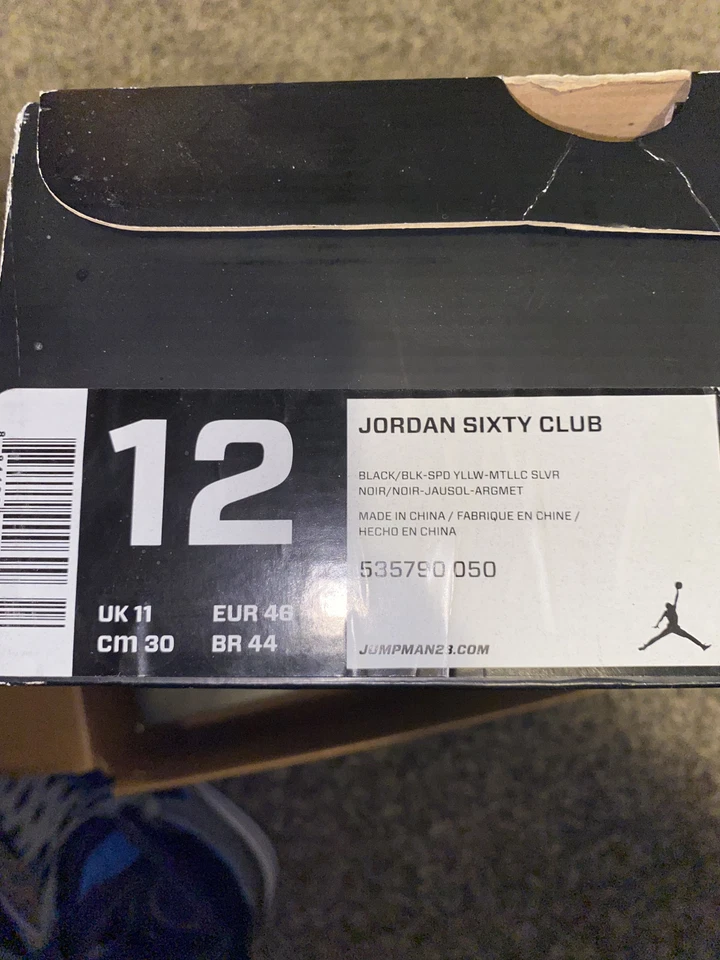 12
UK 11 EUR 46
cm 30 BR 44
JORDAN SIXTY CLUB
BLACK/BLK-SPD YLLW-MTLLC SLVR
NOIR/NOIR-JAUSOL-ARGMET
MADE IN CHINA / FABRIQUE EN CHINE /
HECHO EN CHINA
535790 050
JUMPMAN23.COM